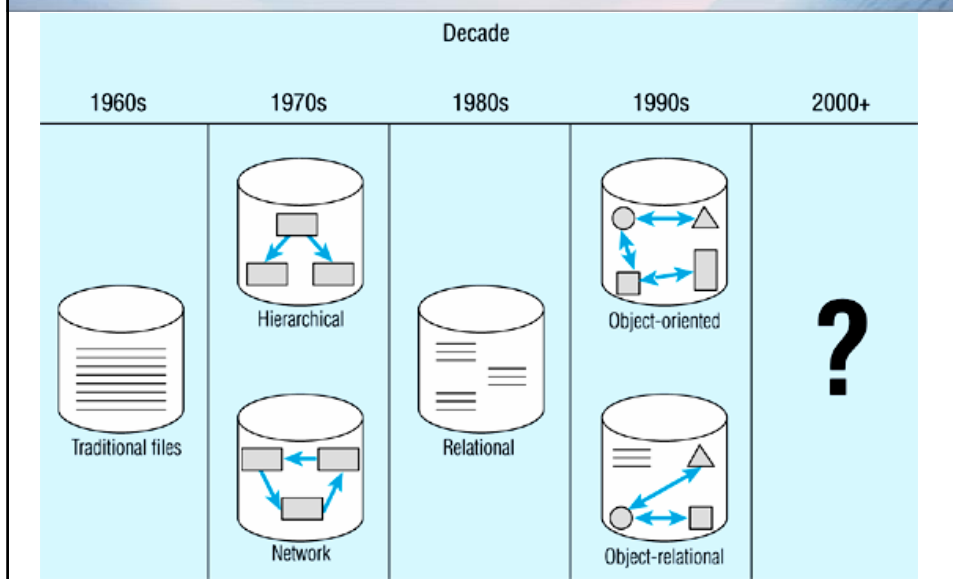 Decade
1960s 1970s 1980s 1990s 2000+
Hierarchical
Object-oriented
?
Traditional files
Relational
Network
Object-relational